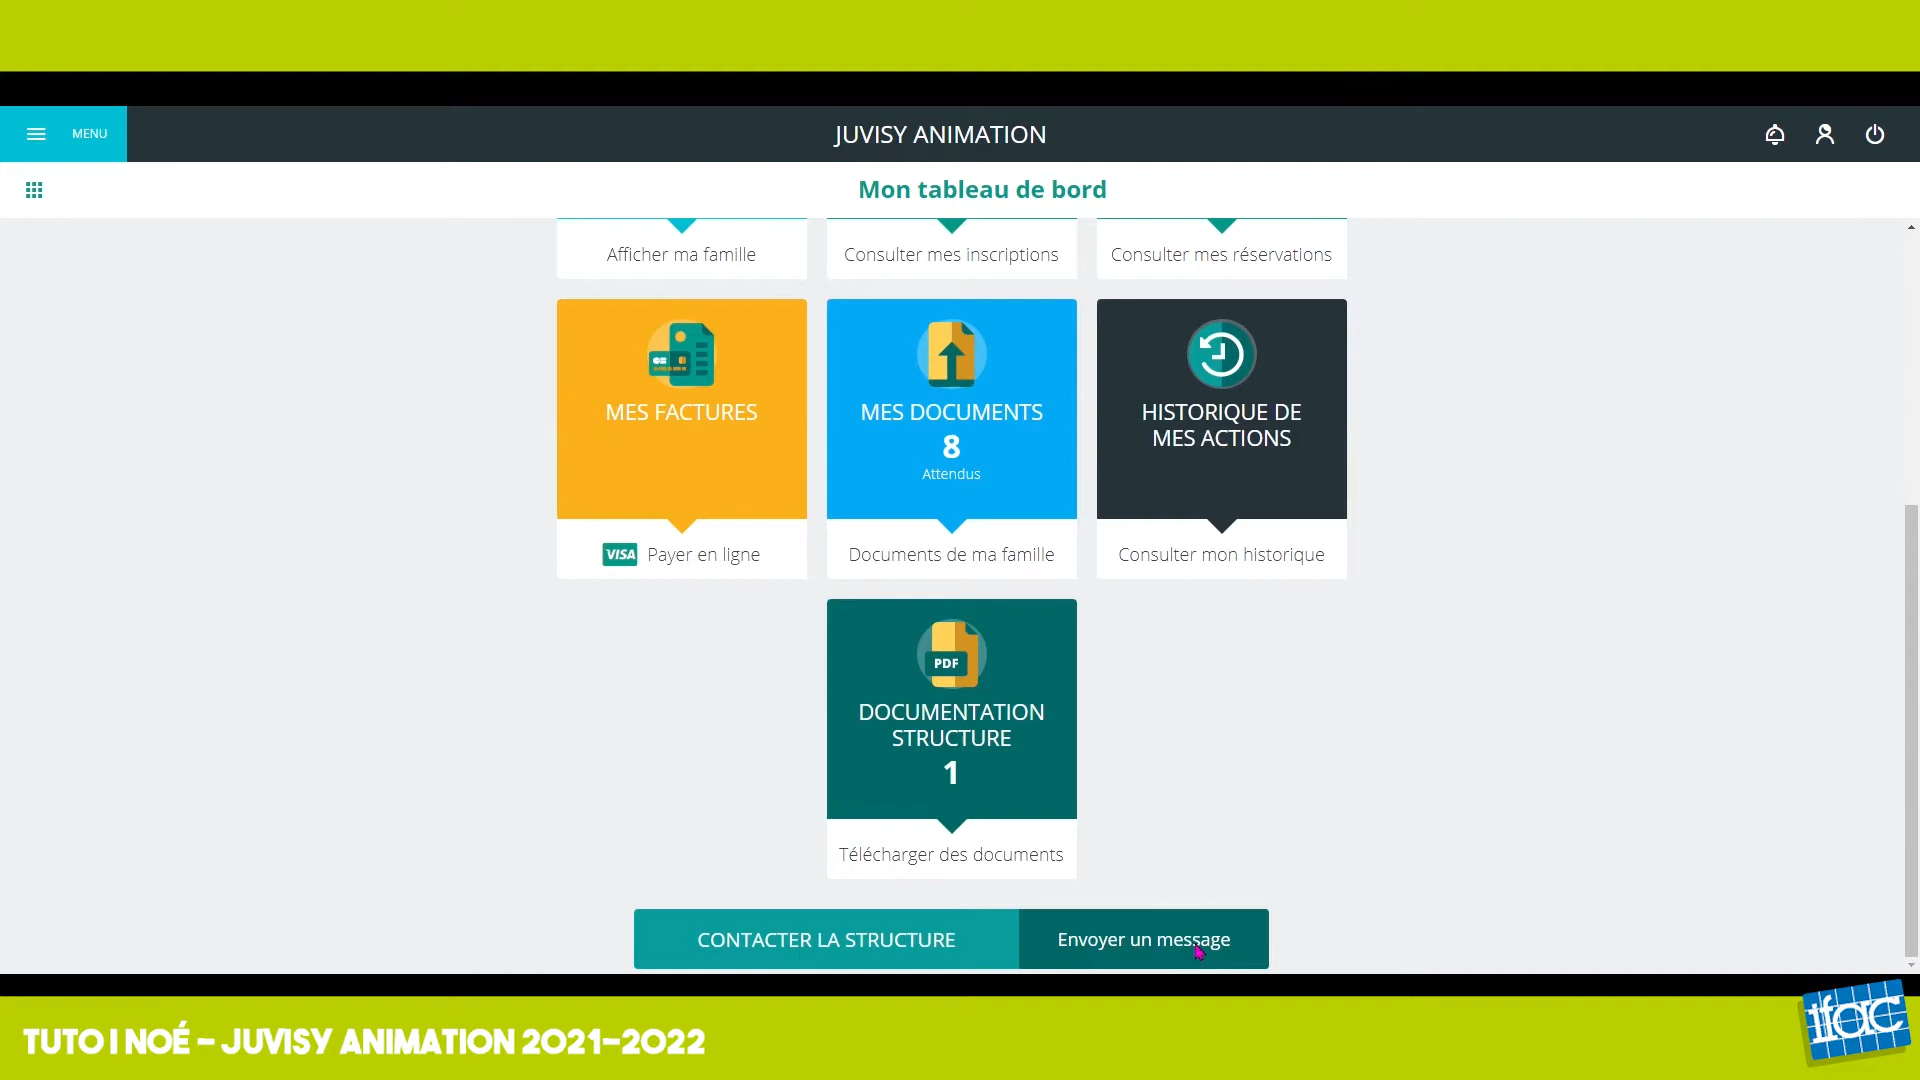 MENU
JUVISY ANIMATION
Mon tableau de bord
Afficher ma famille
Consulter mes inscriptions
Consulter mes réservations
MES FACTURES
VISA Payer en ligne
MES DOCUMENTS
8
Attendus
Documents de ma famille
HISTORIQUE DE
MES ACTIONS
Consulter mon historique
PDF
DOCUMENTATION
STRUCTURE
1
Télécharger des documents
CONTACTER LA STRUCTURE
Envoyer un message
TUTO I NOÉ - JUVISY ANIMATION 2021-2022
ifac